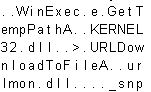 ..WinExec.e.GetT
empPathA..KERNEL
32.dll..>.URLDow
nloadToFileA..ur
lmon.dll...._snp